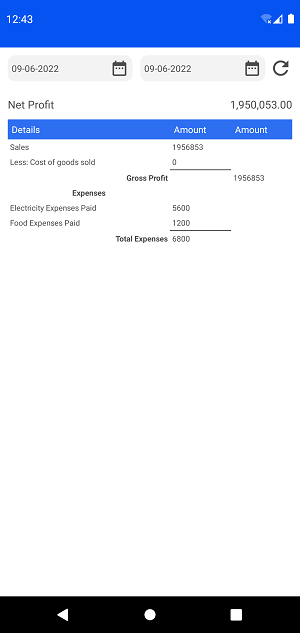 12:43
09-06-2022 09-06-2022
Net Profit 1,950,053.00
Details Amount Amount
Sales 1956853
Less: Cost of goods sold 0
Gross Profit 1956853
Expenses
Electricity Expenses Paid 5600
Food Expenses Paid 1200
Total Expenses 6800